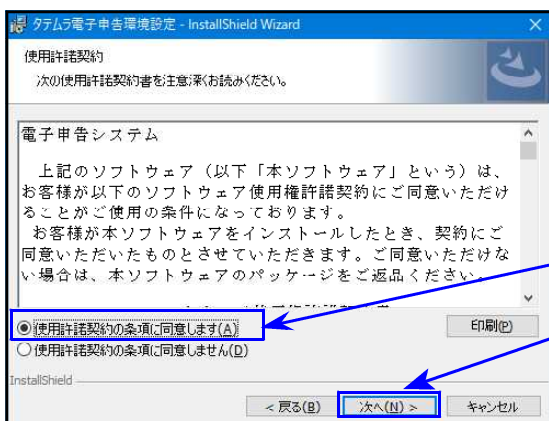 タテムラ電子申告環境設定 - InstallShield Wizard
使用許諾契約
次の使用許諾契約書を注意深くお読みください。
電子申告システム
上記のソフトウェア（以下「本ソフトウェア」という）は、
お客様が以下のソフトウェア使用権許諾契約にご同意いただけ
ることがご使用の条件になっております。
お客様が本ソフトウェアをインストールしたとき、契約にご
同意いただいたものとさせていただきます。ご同意いただけな
い場合は、本ソフトウェアのパッケージをご返品ください。
使用許諾契約の条項に同意します(A)
印刷(P)
使用許諾契約の条項に同意しません(D)
InstallShield
< 戻る(B)
次へ(N) >
キャンセル